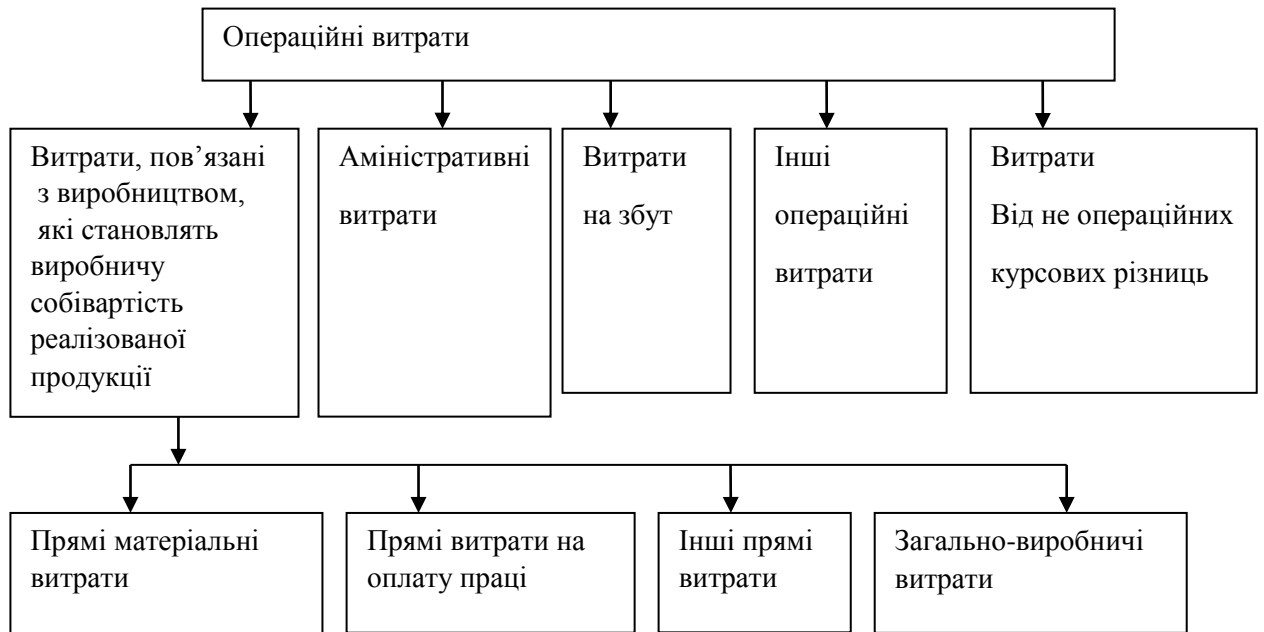 Операційні витрати
Витрати, пов’язані
з виробництвом,
які становлять
виробничу
собівартість
реалізованої
продукції
Аміністративні
витрати
Витрати
на збут
Інші
операційні
витрати
Витрати
Від не операційних
курсових різниць
Прямі матеріальні
витрати
Прямі витрати на
оплату праці
Інші прямі
витрати
Загально-виробничі
витрати